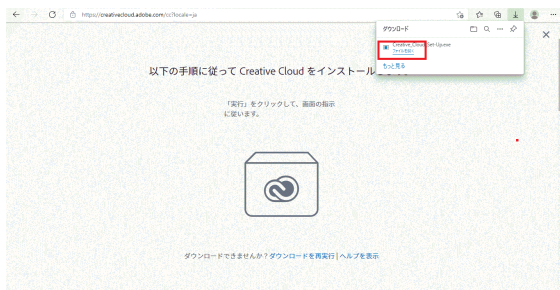 https://creativecloud.adobe.com/cc?locale=ja
ダウンロード
Creative_Cloud_Set-Up.exe
ファイルを開く
もっと見る
以下の手順に従って Creative Cloud をインストール
「実行」をクリックして、画面の指示
に従います。
ダウンロードできませんか？ダウンロードを再実行 | ヘルプを表示